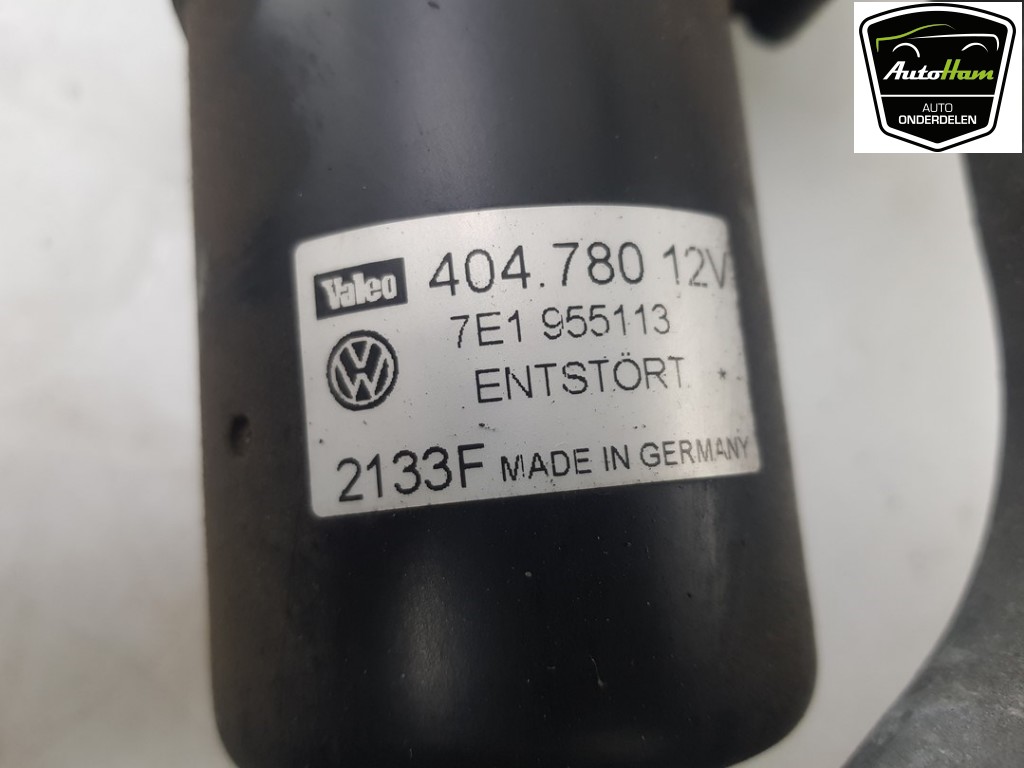 AutoHam
AUTO
ONDERDELEN
Valeo 404.780 12V
7E1 955113
ENTSTÖRT
2133F MADE IN GERMANY